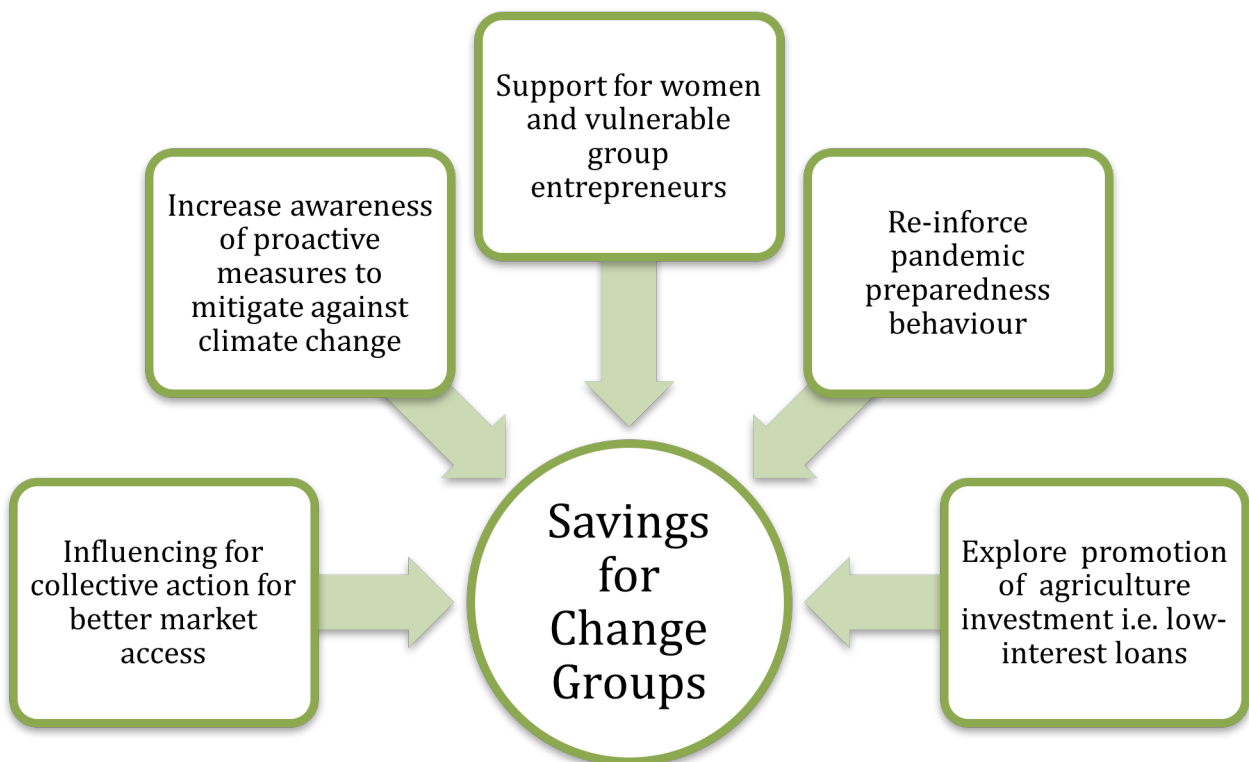 Support for women
and vulnerable
group
entrepreneurs
Increase awareness
of proactive
measures to
mitigate against
climate change
Re-inforce
pandemic
preparedness
behaviour
Influencing for
collective action for
better market
access
Savings
for
Change
Groups
Explore promotion
of agriculture
investment i.e. low-
interest loans